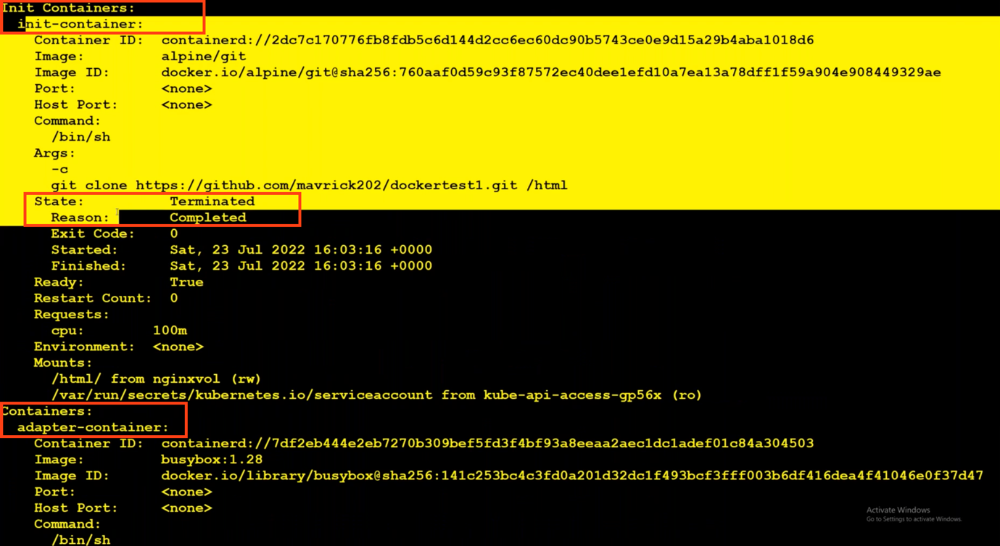 Init Containers:
init-container:
Container ID: containerd://2dc7c170776fb8fdb5c6d144d2cc6ec60dc90b5743ce0e9d15a29b4aba1018d6
Image: alpine/git
Image ID: docker.io/alpine/git@sha256:760aaf0d59c93f87572ec40dee1efd10a7ea13a78dff1f59a904e908449329ae
Port: <none>
Host Port: <none>
Command:
/bin/sh
Args:
-c
git clone https://github.com/mavrick202/dockertest1.git /html
State: Terminated
Reason: Completed
Exit Code: 0
Started: Sat, 23 Jul 2022 16:03:16 +0000
Finished: Sat, 23 Jul 2022 16:03:16 +0000
Ready: True
Restart Count: 0
Requests:
cpu: 100m
Environment: <none>
Mounts:
/html/ from nginxvol (rw)
/var/run/secrets/kubernetes.io/serviceaccount from kube-api-access-gp56x (ro)
Containers:
adapter-container:
Container ID: containerd://7df2eb444e2eb7270b309bef5fd3f4bf93a8eeaa2aec1dc1adef01c84a304503
Image: busybox:1.28
Image ID: docker.io/library/busybox@sha256:141c253bc4c3fd0a201d32dc1f493bcf3fff003b6df416dea4f41046e0f37d47
Port: <none>
Host Port: <none>
Command:
/bin/sh
Activate Windows
Go to Settings to activate Windows.